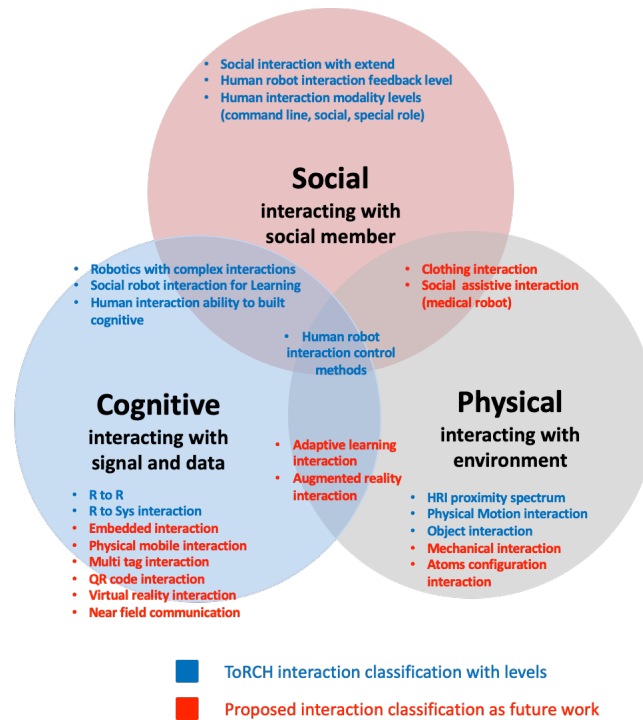 • Social interaction with extend
• Human robot interaction feedback level
• Human interaction modality levels
(command line, social, special role)
Social
interacting with
social member
• Robotics with complex interactions
• Social robot interaction for Learning
• Human interaction ability to built
cognitive
• Clothing interaction
• Social assistive interaction
(medical robot)
• Human robot
interaction control
methods
Cognitive
interacting with
signal and data
Physical
interacting with
environment
• Adaptive learning
interaction
• Augmented reality
interaction
• R to R
• R to Sys interaction
• Embedded interaction
• Physical mobile interaction
• Multi tag interaction
• QR code interaction
• Virtual reality interaction
• Near field communication
• HRI proximity spectrum
• Physical Motion interaction
• Object interaction
• Mechanical interaction
• Atoms configuration
interaction
ToRCH interaction classification with levels
Proposed interaction classification as future work